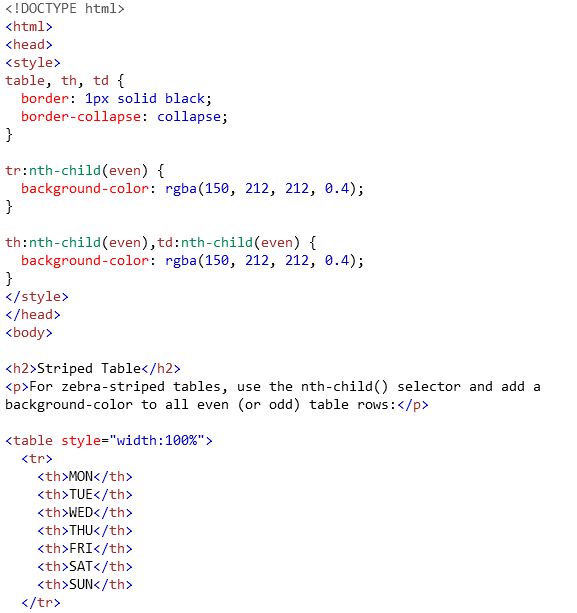 <!DOCTYPE html>
<html>
<head>
<style>
table, th, td {
  border: 1px solid black;
  border-collapse: collapse;
}

tr:nth-child(even) {
  background-color: rgba(150, 212, 212, 0.4);
}

th:nth-child(even),td:nth-child(even) {
  background-color: rgba(150, 212, 212, 0.4);
}
</style>
</head>
<body>

<h2>Striped Table</h2>
<p>For zebra-striped tables, use the nth-child() selector and add a
background-color to all even (or odd) table rows:</p>

<table style="width:100%">
  <tr>
    <th>MON</th>
    <th>TUE</th>
    <th>WED</th>
    <th>THU</th>
    <th>FRI</th>
    <th>SAT</th>
    <th>SUN</th>
  </tr>